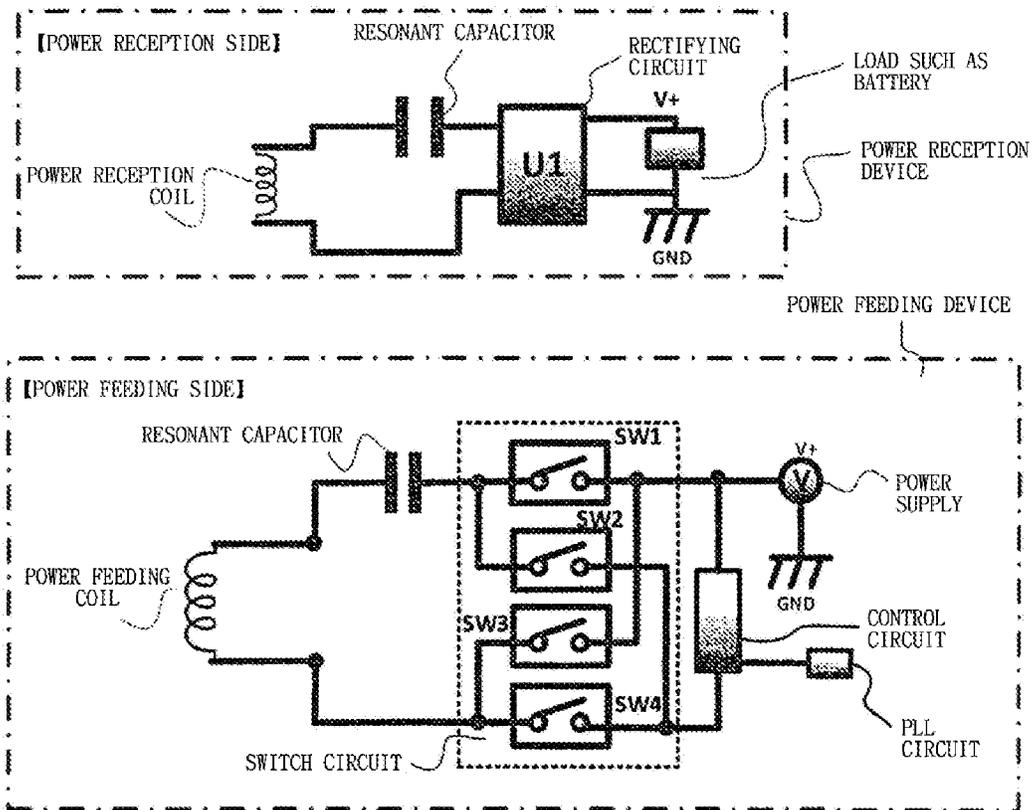 【POWER RECEPTION SIDE】
RESONANT CAPACITOR
RECTIFYING
CIRCUIT
LOAD SUCH AS
BATTERY
V+
U1
POWER RECEPTION
COIL
POWER RECEPTION
DEVICE
GND
POWER FEEDING DEVICE
【POWER FEEDING SIDE】
RESONANT CAPACITOR
SW1
V+
V
POWER
SUPPLY
SW2
POWER FEEDING
COIL
GND
SW3
CONTROL
CIRCUIT
SW4
PLL
CIRCUIT
SWITCH CIRCUIT